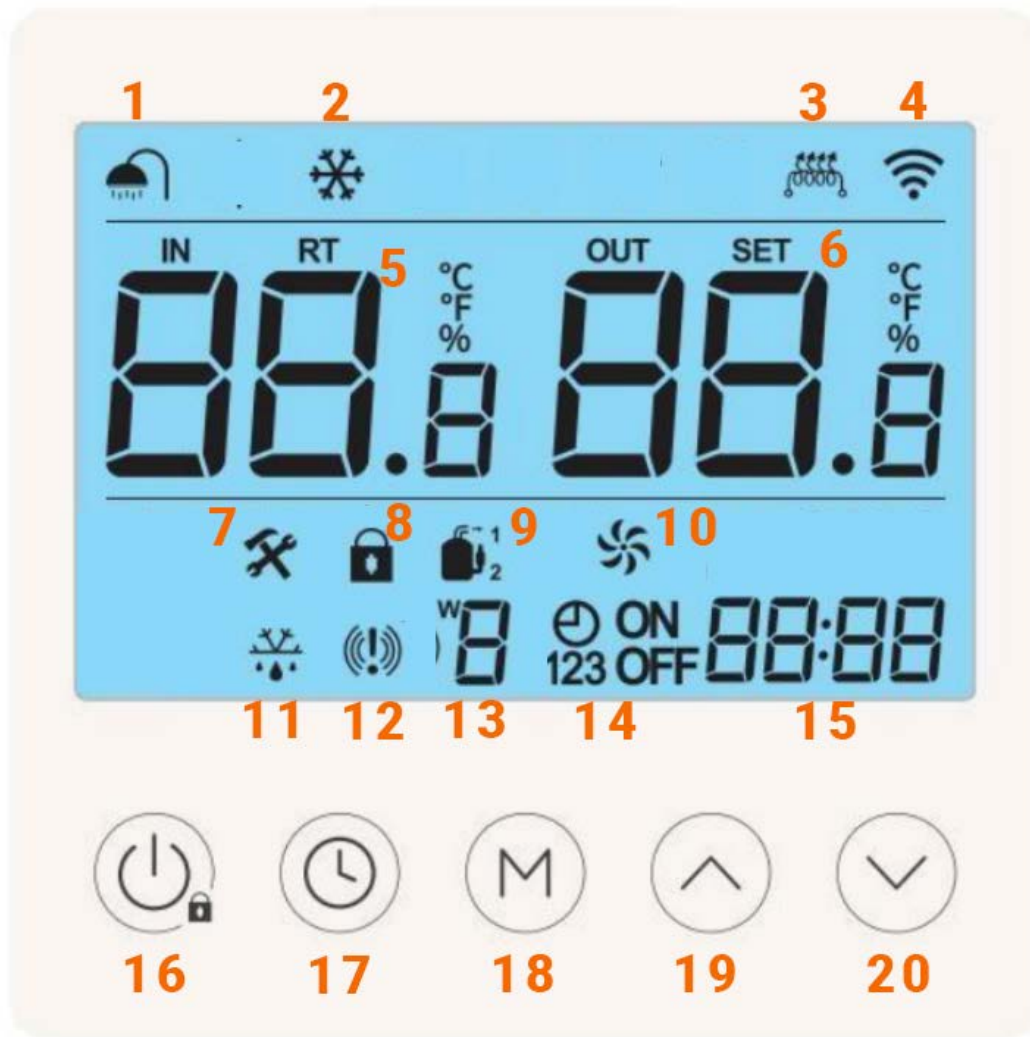 1 2 3 4
IN RT 5 °C OUT SET 6 °C
°F °F
% %
88.8 88.8
7 8 9 1 10
2
W 8 ON 88:88
123 OFF
11 12 13 14 15
M
16 17 18 19 20